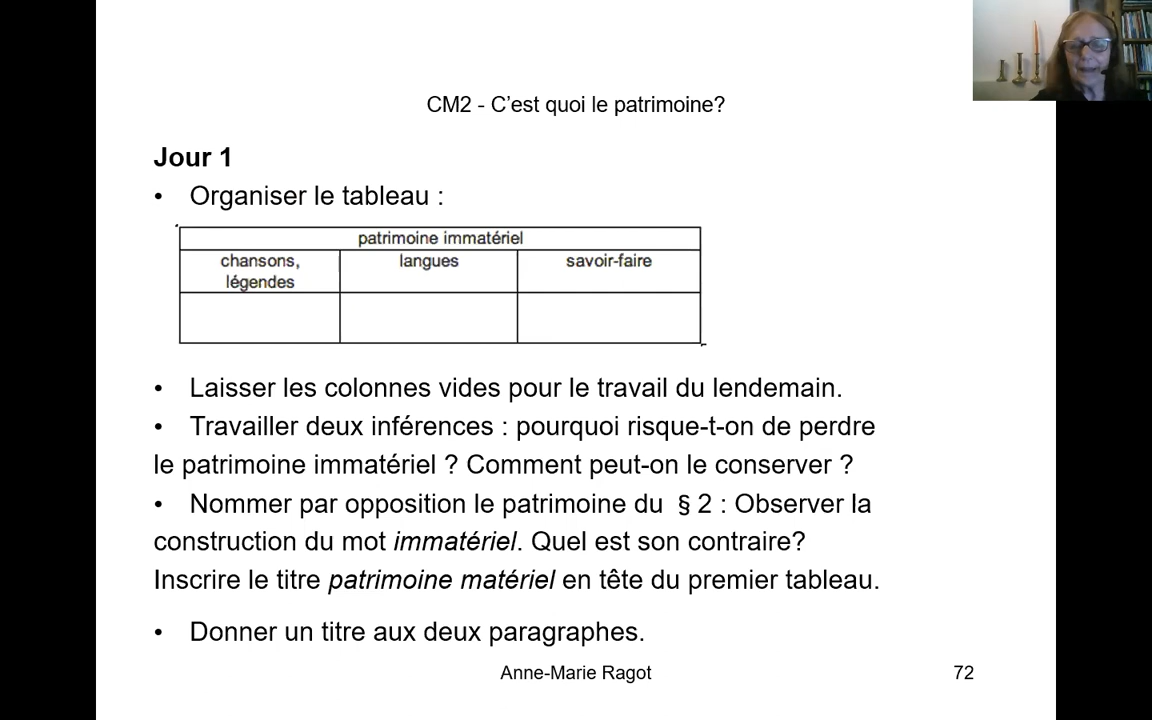 CM2 - C’est quoi le patrimoine?
Jour 1
• Organiser le tableau :
patrimoine immatériel
chansons, légendes
langues
savoir-faire
• Laisser les colonnes vides pour le travail du lendemain.
• Travailler deux inférences : pourquoi risque-t-on de perdre
le patrimoine immatériel ? Comment peut-on le conserver ?
• Nommer par opposition le patrimoine du § 2 : Observer la
construction du mot immatériel. Quel est son contraire?
Inscrire le titre patrimoine matériel en tête du premier tableau.
• Donner un titre aux deux paragraphes.
Anne-Marie Ragot
72